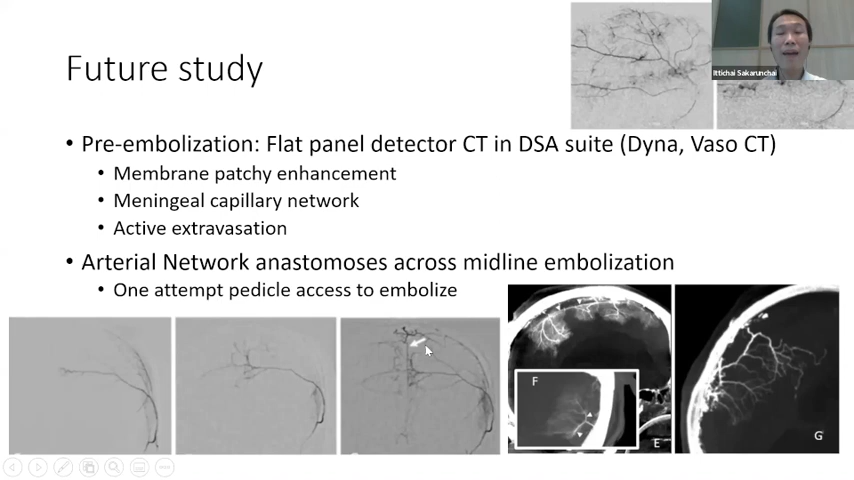 Ittichai Sakarunchai
Future study
• Pre-embolization: Flat panel detector CT in DSA suite (Dyna, Vaso CT)
• Membrane patchy enhancement
• Meningeal capillary network
• Active extravasation
• Arterial Network anastomoses across midline embolization
• One attempt pedicle access to embolize
F
E
G